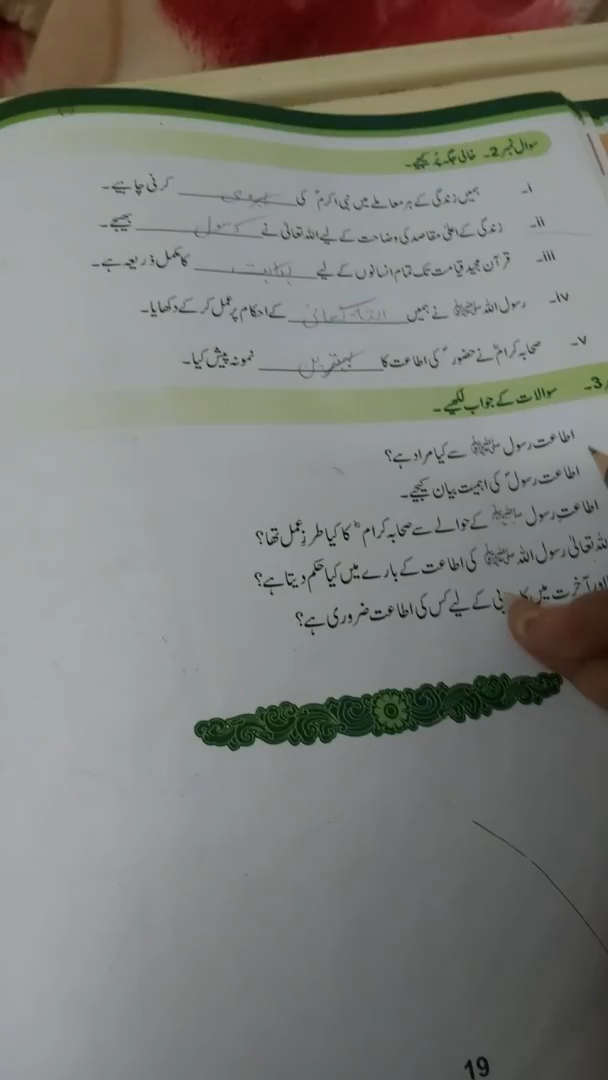 سوال نمبر 2۔ خالی جگہ پُر کیجیے۔
i۔ ہمیں زندگی کے ہر معاملے میں نبی اکرمؐ کی پیروی کرنی چاہیے۔
ii۔ زندگی کے اعلیٰ مقاصد کی وضاحت کے لیے اللہ تعالیٰ نے رسول بھیجے۔
iii۔ قرآن مجید قیامت تک تمام انسانوں کے لیے ہدایت کا مکمل ذریعہ ہے۔
iv۔ رسول اللہ ﷺ نے ہمیں اللہ تعالیٰ کے احکام پر عمل کر کے دکھایا۔
v۔ صحابہ کرامؓ نے حضورؐ کی اطاعت کا بہترین نمونہ پیش کیا۔
3۔ سوالات کے جواب لکھیے۔
اطاعت رسول ﷺ سے کیا مراد ہے؟
اطاعت رسولؐ کی اہمیت بیان کیجیے۔
اطاعتِ رسول ﷺ کے حوالے سے صحابہ کرامؓ کا کیا طرزِ عمل تھا؟
اللہ تعالیٰ رسول اللہ ﷺ کی اطاعت کے بارے میں کیا حکم دیتا ہے؟
اور آخرت میں کے لیے کس کی اطاعت ضروری ہے؟
19